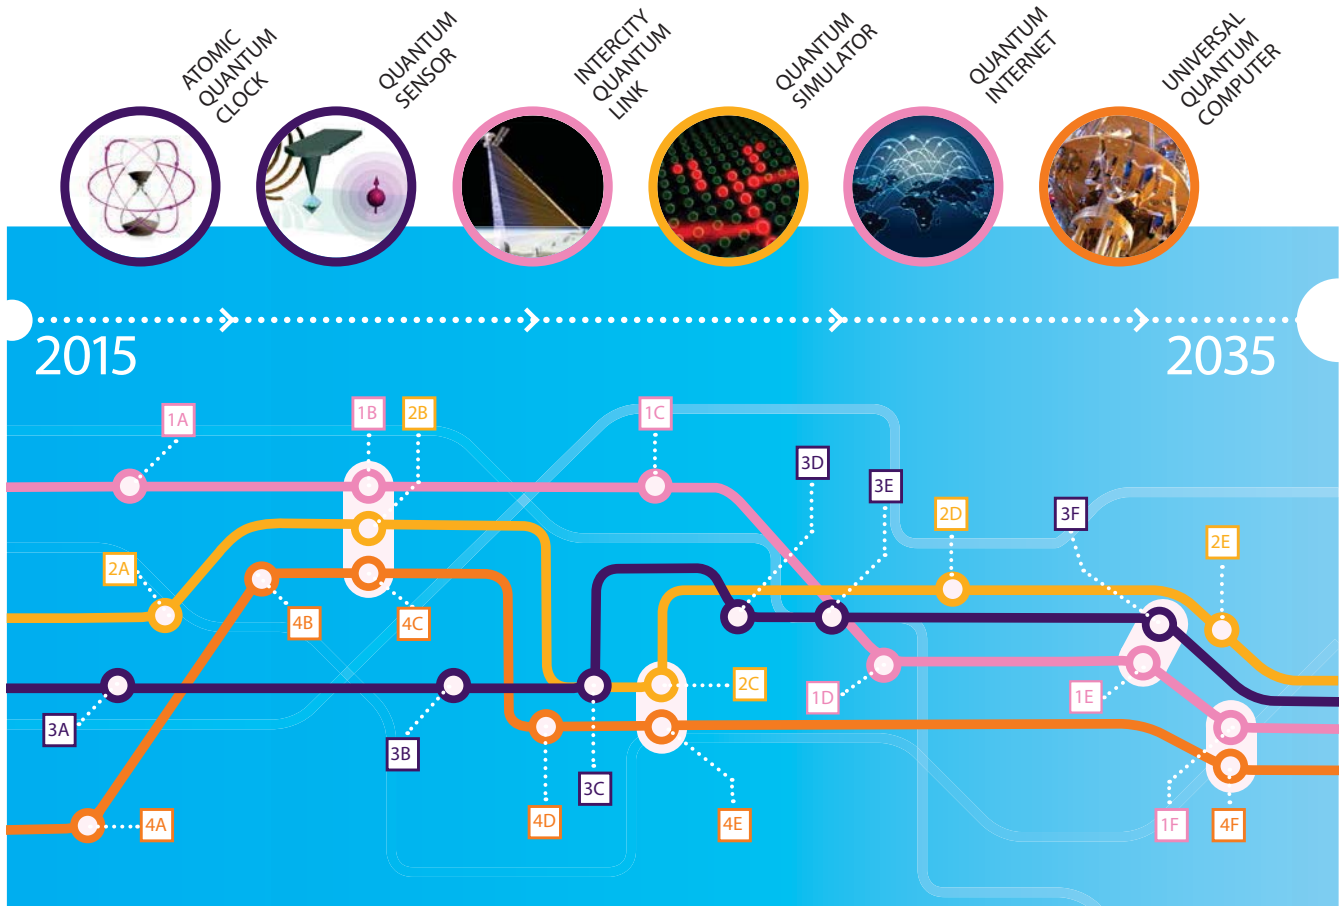 ATOMIC
QUANTUM
CLOCK
QUANTUM
SENSOR
INTERCITY
QUANTUM
LINK
QUANTUM
SIMULATOR
QUANTUM
INTERNET
UNIVERSAL
QUANTUM
COMPUTER
2015
2035
1A
1B
2B
1C
3D
3E
2D
3F
2E
2A
4B
4C
2C
1D
1E
3A
3B
3C
4A
4D
4E
1F
4F